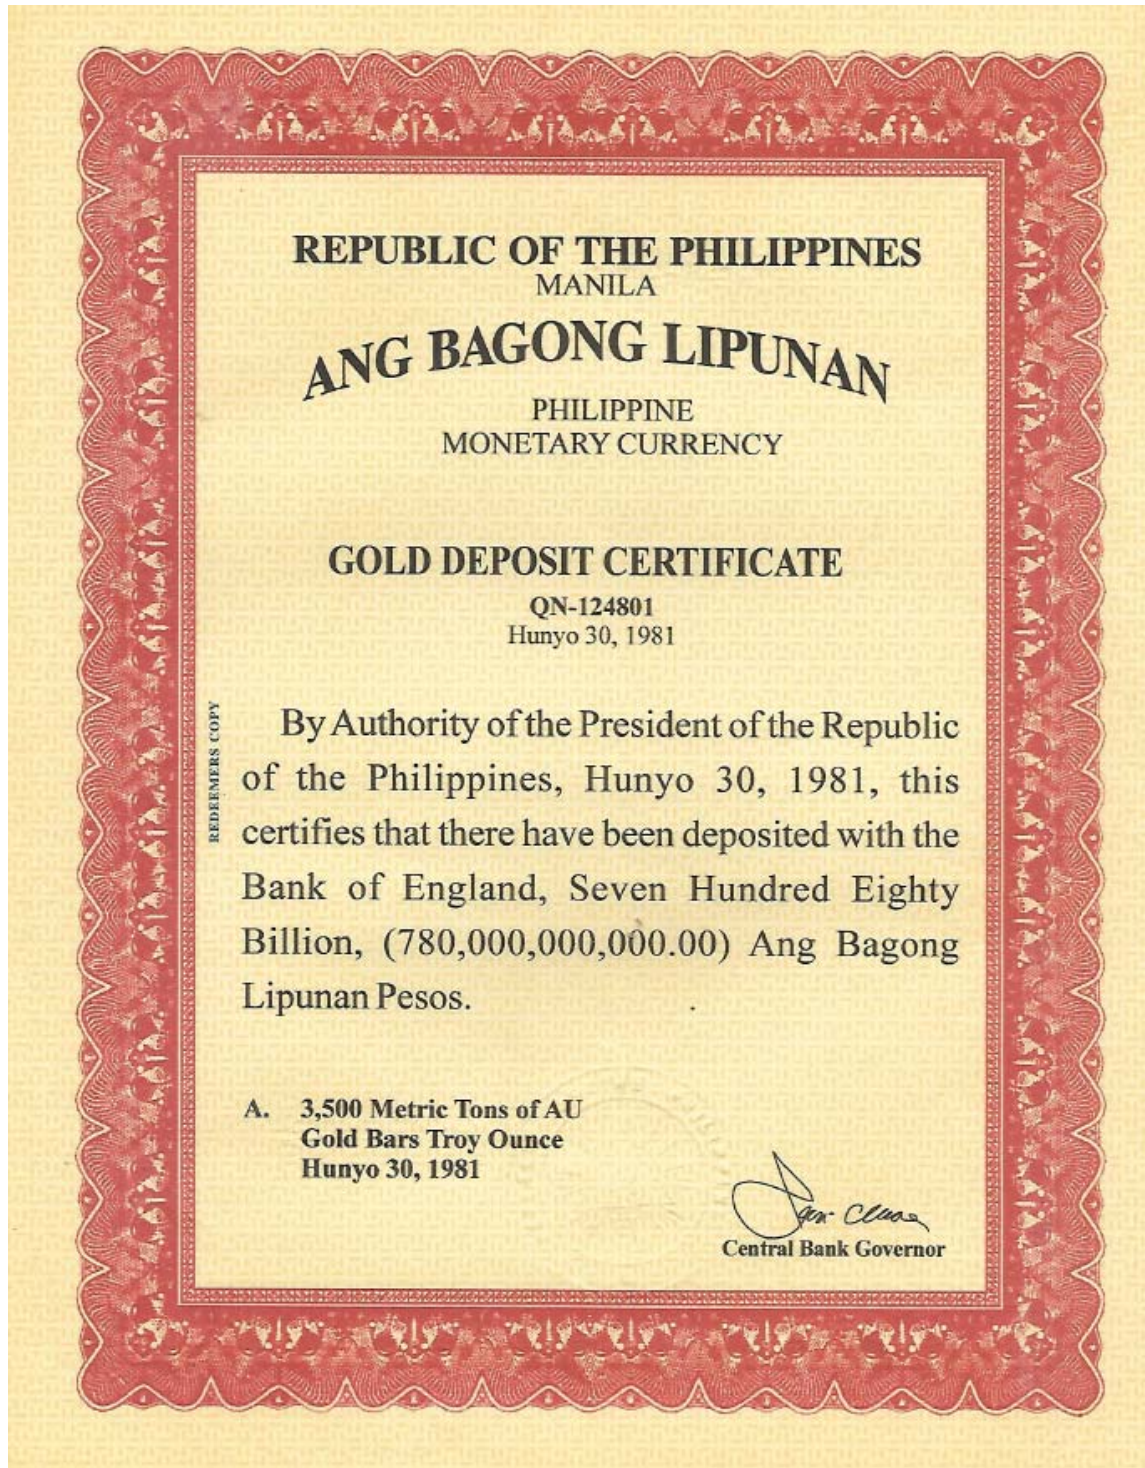 REPUBLIC OF THE PHILIPPINES
MANILA
ANG BAGONG LIPUNAN
PHILIPPINE
MONETARY CURRENCY
GOLD DEPOSIT CERTIFICATE
QN-124801
Hunyo 30, 1981
REDEEMERS COPY
By Authority of the President of the Republic
of the Philippines, Hunyo 30, 1981, this
certifies that there have been deposited with the
Bank of England, Seven Hundred Eighty
Billion, (780,000,000,000.00) Ang Bagong
Lipunan Pesos.
A. 3,500 Metric Tons of AU
Gold Bars Troy Ounce
Hunyo 30, 1981
Central Bank Governor